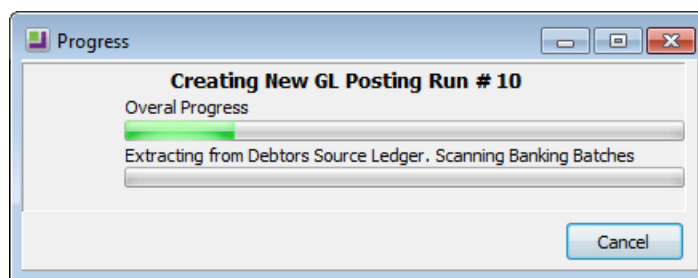 Progress
Creating New GL Posting Run # 10
Overal Progress
Extracting from Debtors Source Ledger. Scanning Banking Batches
Cancel